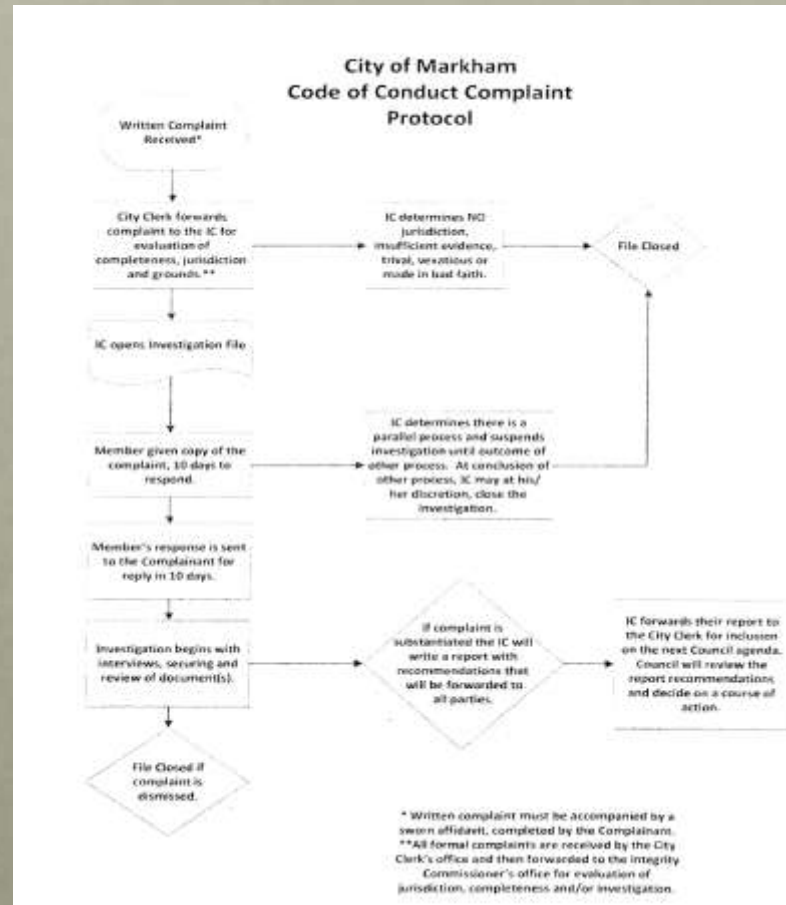 City of Markham
Code of Conduct Complaint
Protocol
Written Complaint
Received*
City Clerk forwards
complaint to the IC for
evaluation of
completeness, jurisdiction
and grounds.**
IC determines NO
jurisdiction,
insufficient evidence,
trival, vexatious or
made in bad faith.
File Closed
IC opens Investigation File
Member given copy of the
complaint, 10 days to
respond.
IC determines there is a
parallel process and suspends
investigation until outcome of
other process. At conclusion of
other process, IC may at his/
her discretion, close the
investigation.
Member's response is sent
to the Complainant for
reply in 10 days.
Investigation begins with
interviews, securing and
review of document(s).
If complaint is
substantiated the IC will
write a report with
recommendations that
will be forwarded to
all parties.
IC forwards their report to
the City Clerk for inclusion
on the next Council agenda.
Council will review the
report recommendations
and decide on a course of
action.
File Closed if
complaint is
dismissed.
* Written complaint must be accompanied by a
sworn affidavit, completed by the Complainant.
**All formal complaints are received by the City
Clerk's office and then forwarded to the Integrity
Commissioner's office for evaluation of
jurisdiction, completeness and/or investigation.